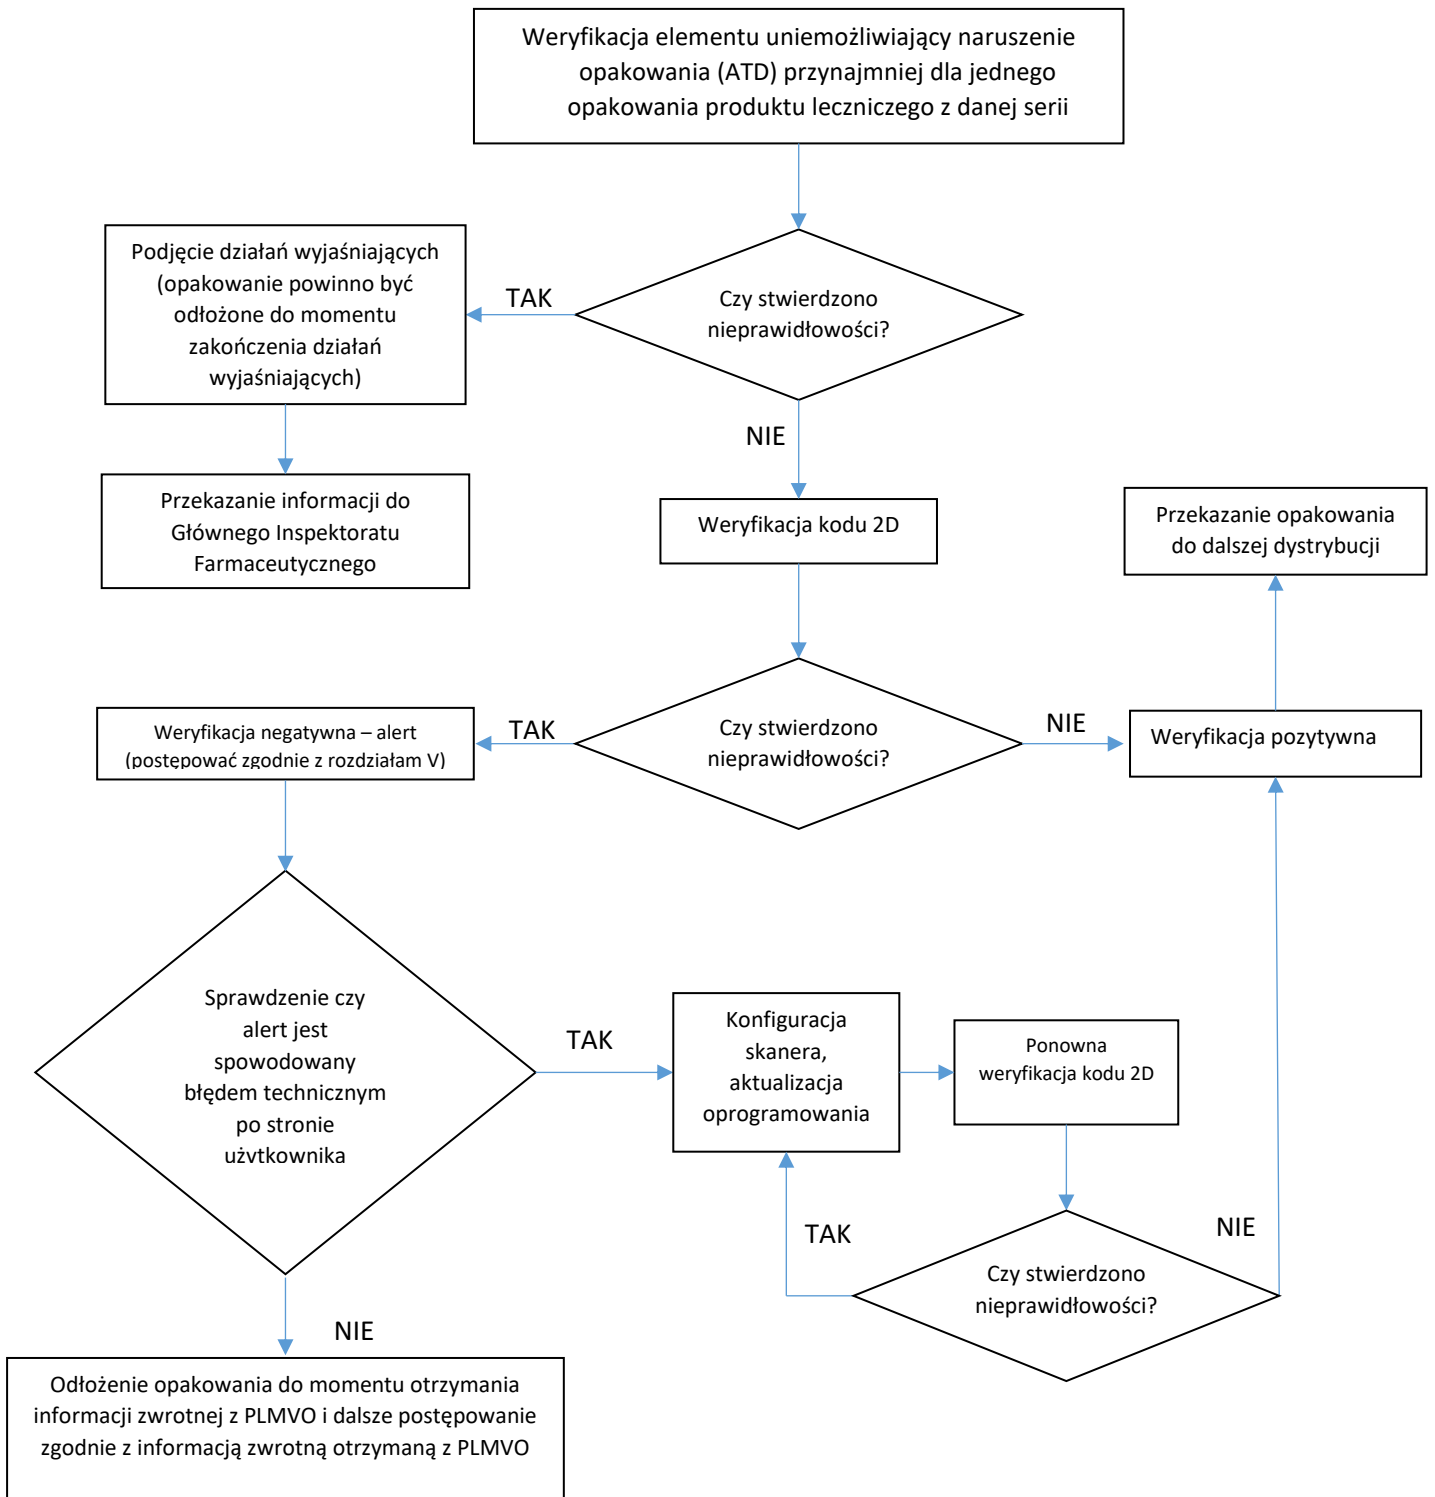 Weryfikacja elementu uniemożliwiający naruszenie
opakowania (ATD) przynajmniej dla jednego
opakowania produktu leczniczego z danej serii
Podjęcie działań wyjaśniających
(opakowanie powinno być
odłożone do momentu
zakończenia działań
wyjaśniających)
TAK
Czy stwierdzono
nieprawidłowości?
NIE
Przekazanie informacji do
Głównego Inspektoratu
Farmaceutycznego
Weryfikacja kodu 2D
Przekazanie opakowania
do dalszej dystrybucji
Weryfikacja negatywna – alert
(postępować zgodnie z rozdziałam V)
TAK
Czy stwierdzono
nieprawidłowości?
NIE
Weryfikacja pozytywna
Sprawdzenie czy
alert jest
spowodowany
błędem technicznym
po stronie
użytkownika
TAK
Konfiguracja
skanera,
aktualizacja
oprogramowania
Ponowna
weryfikacja kodu 2D
TAK
NIE
Czy stwierdzono
nieprawidłowości?
NIE
Odłożenie opakowania do momentu otrzymania
informacji zwrotnej z PLMVO i dalsze postępowanie
zgodnie z informacją zwrotną otrzymaną z PLMVO